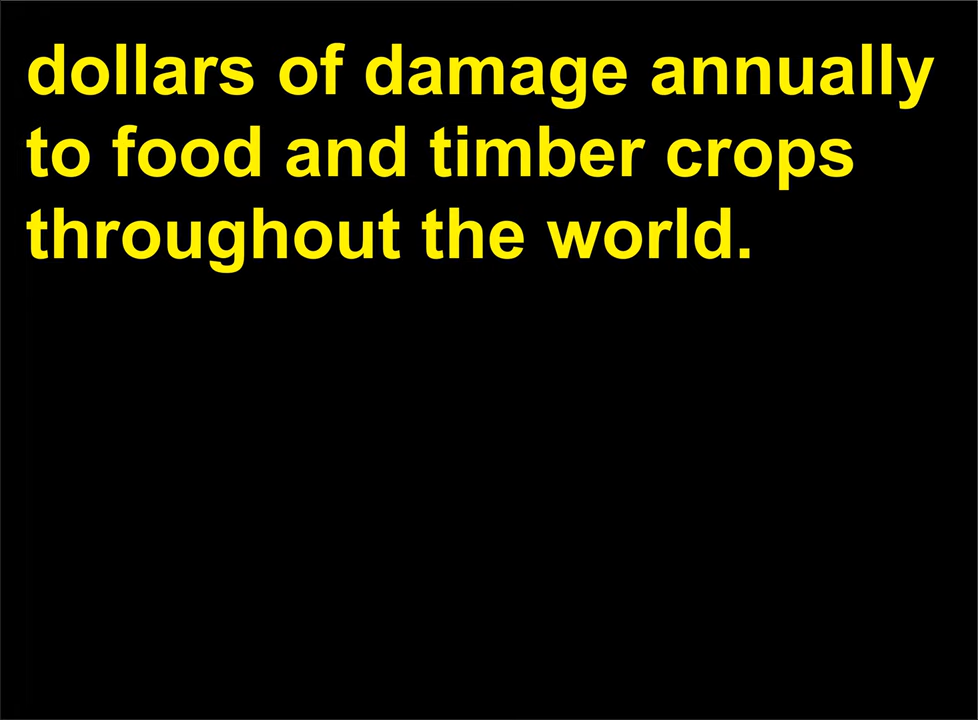 dollars of damage annually
to food and timber crops
throughout the world.